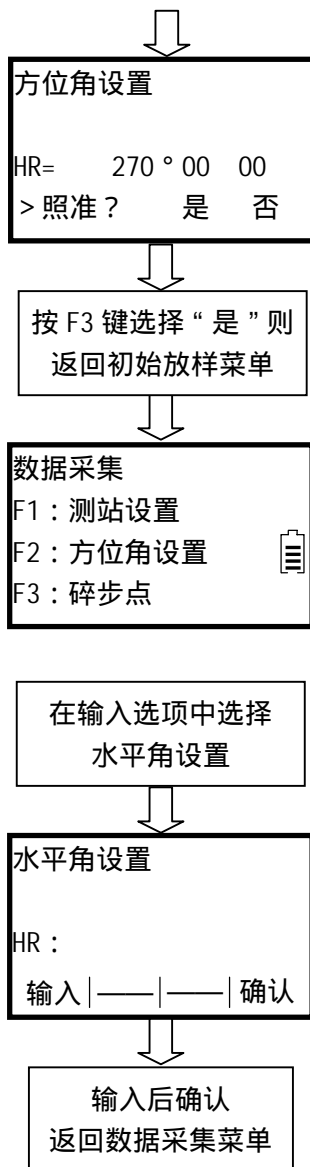 方位角设置
HR= 270 ° 00 00
> 照准？ 是 否
按 F3 键选择“是”则
返回初始放样菜单
数据采集
F1：测站设置
F2：方位角设置
F3：碎步点
在输入选项中选择
水平角设置
水平角设置
HR：
输入|——|——|确认
输入后确认
返回数据采集菜单